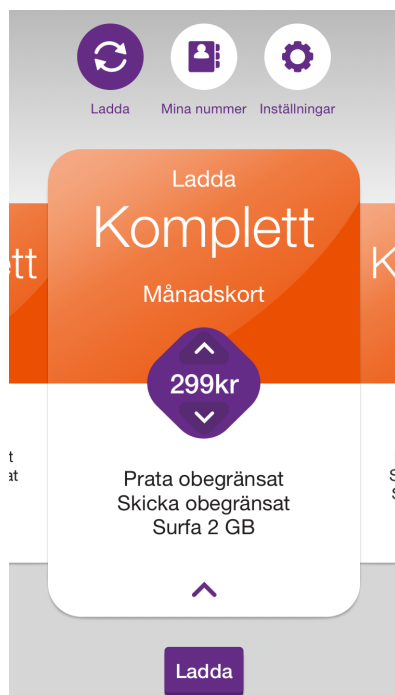 Ladda
Mina nummer
Inställningar
Ladda
Komplett
Månadskort
299kr
Prata obegränsat
Skicka obegränsat
Surfa 2 GB
Ladda